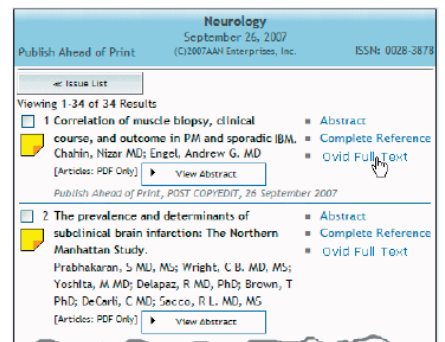 Neurology
September 26, 2007
Publish Ahead of Print (C)2007AAN Enterprises, Inc. ISSN: 0028-3878
≪ Issue List
Viewing 1-34 of 34 Results
1 Correlation of muscle biopsy, clinical ▪ Abstract
course, and outcome in PM and sporadic IBM. ▪ Complete Reference
Chahin, Nizar MD; Engel, Andrew G. MD ▪ Ovid Full Text
[Articles: PDF Only] View Abstract
Publish Ahead of Print, POST COPYEDIT, 26 September 2007
2 The prevalence and determinants of ▪ Abstract
subclinical brain infarction: The Northern ▪ Complete Reference
Manhattan Study. ▪ Ovid Full Text
Prabhakaran, S MD, MS; Wright, C B. MD, MS;
Yoshita, M MD; Delapaz, R MD, PhD; Brown, T
PhD; DeCarli, C MD; Sacco, R L. MD, MS
[Articles: PDF Only] View Abstract